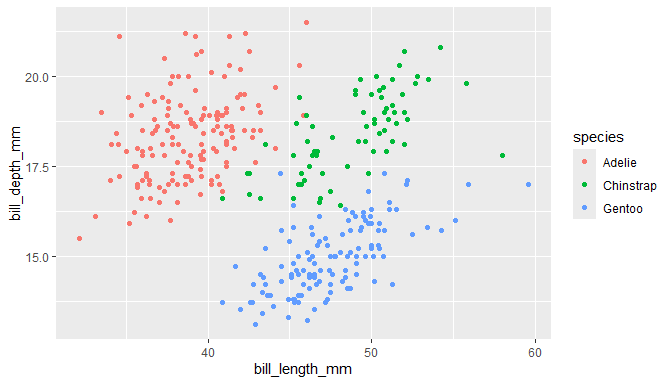 20.0
17.5
15.0
bill_depth_mm
40
50
60
bill_length_mm
species
Adelie
Chinstrap
Gentoo